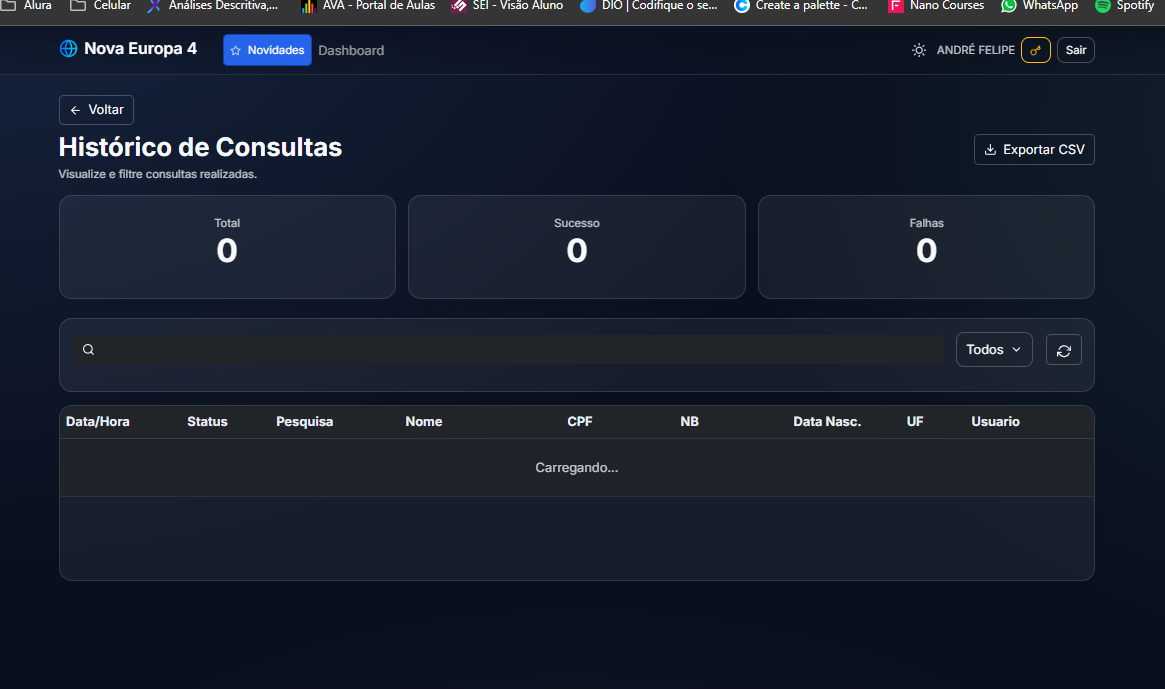 Alura Celular Análises Descritiva,... AVA - Portal de Aulas SEI - Visão Aluno DIO | Codifique o se... Create a palette - C... Nano Courses WhatsApp Spotify
Nova Europa 4 Novidades Dashboard ANDRÉ FELIPE Sair
Voltar
Histórico de Consultas
Exportar CSV
Visualize e filtre consultas realizadas.
Total Sucesso Falhas
0 0 0
Todos
Data/Hora Status Pesquisa Nome CPF NB Data Nasc. UF Usuario
Carregando...